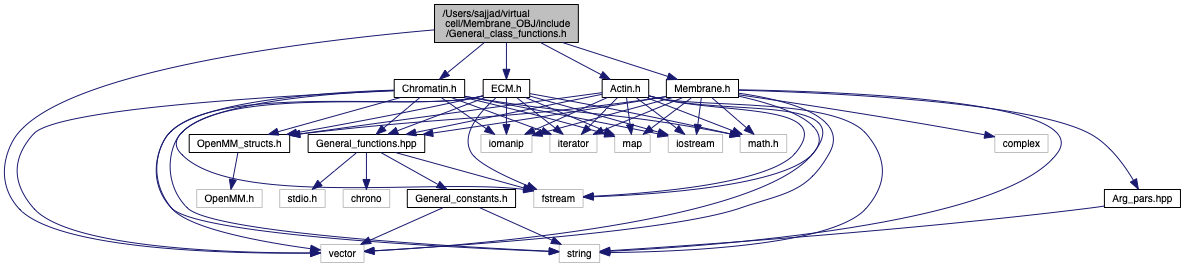 /Users/sajjad/virtual
cell/Membrane_OBJ/include
/General_class_functions.h
Chromatin.h
ECM.h
Actin.h
Membrane.h
OpenMM_structs.h
General_functions.hpp
iomanip
iterator
map
iostream
math.h
complex
OpenMM.h
stdio.h
chrono
General_constants.h
fstream
Arg_pars.hpp
vector
string